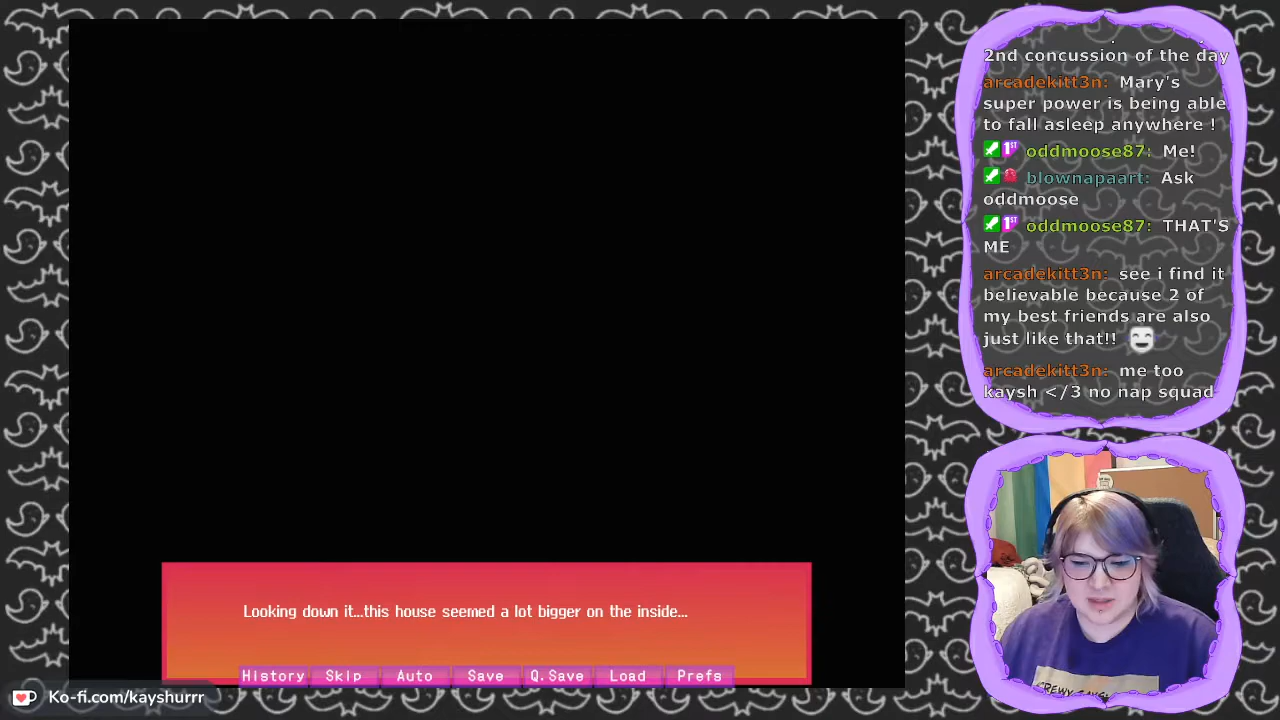 2nd concussion of the day
arcadekitt3n: Mary's
super power is being able
to fall asleep anywhere !
1ST oddmoose87: Me!
blownapaart: Ask
oddmoose
1ST oddmoose87: THAT'S
ME
arcadekitt3n: see i find it
believable because 2 of
my best friends are also
just like that!!
arcadekitt3n: me too
kaysh </3 no nap squad
Looking down it...this house seemed a lot bigger on the inside...
History Skip Auto Save Q.Save Load Prefs
Ko-fi.com/kayshurrr